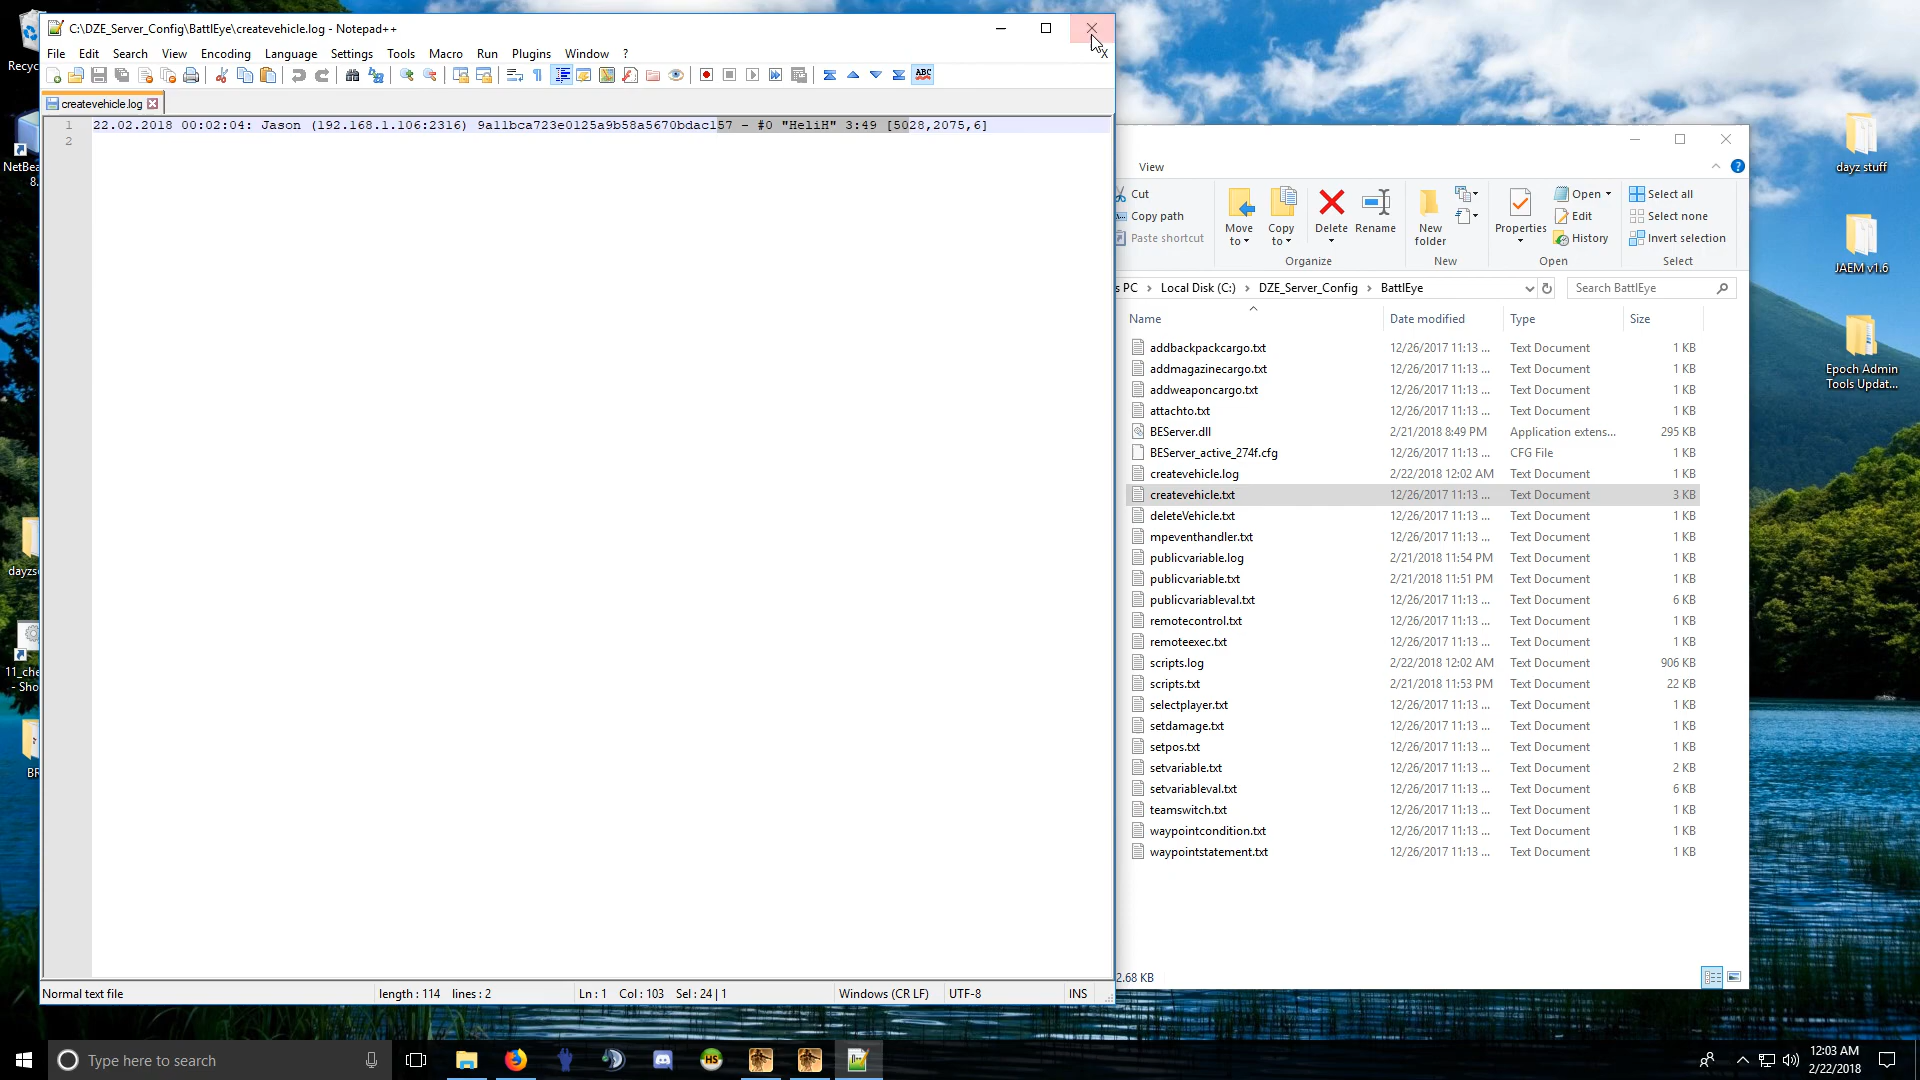 C:\DZE_Server_Config\BattlEye\createvehicle.log - Notepad++
File Edit Search View Encoding Language Settings Tools Macro Run Plugins Window ?
X
ABC
createvehicle.log
1 22.02.2018 00:02:04: Jason (192.168.1.106:2316) 9a11bca723e0125a9b58a5670bdac157 - #0 "HeliH" 3:49 [5028,2075,6]
2
Normal text file length : 114 lines : 2 Ln : 1 Col : 103 Sel : 24 | 1 Windows (CR LF) UTF-8 INS
View
Cut
Copy path
Paste shortcut
Move to
Copy to
Delete
Rename
Organize
New folder
New
Properties
Open
Edit
History
Open
Select all
Select none
Invert selection
Select
s PC > Local Disk (C:) > DZE_Server_Config > BattlEye
Search BattlEye
Name Date modified Type Size
addbackpackcargo.txt 12/26/2017 11:13 ... Text Document 1 KB
addmagazinecargo.txt 12/26/2017 11:13 ... Text Document 1 KB
addweaponcargo.txt 12/26/2017 11:13 ... Text Document 1 KB
attachto.txt 12/26/2017 11:13 ... Text Document 1 KB
BEServer.dll 2/21/2018 8:49 PM Application extens... 295 KB
BEServer_active_274f.cfg 12/26/2017 11:13 ... CFG File 1 KB
createvehicle.log 2/22/2018 12:02 AM Text Document 1 KB
createvehicle.txt 12/26/2017 11:13 ... Text Document 3 KB
deleteVehicle.txt 12/26/2017 11:13 ... Text Document 1 KB
mpeventhandler.txt 12/26/2017 11:13 ... Text Document 1 KB
publicvariable.log 2/21/2018 11:54 PM Text Document 1 KB
publicvariable.txt 2/21/2018 11:51 PM Text Document 1 KB
publicvariableval.txt 12/26/2017 11:13 ... Text Document 6 KB
remotecontrol.txt 12/26/2017 11:13 ... Text Document 1 KB
remoteexec.txt 12/26/2017 11:13 ... Text Document 1 KB
scripts.log 2/22/2018 12:02 AM Text Document 906 KB
scripts.txt 2/21/2018 11:53 PM Text Document 22 KB
selectplayer.txt 12/26/2017 11:13 ... Text Document 1 KB
setdamage.txt 12/26/2017 11:13 ... Text Document 1 KB
setpos.txt 12/26/2017 11:13 ... Text Document 1 KB
setvariable.txt 12/26/2017 11:13 ... Text Document 2 KB
setvariableval.txt 12/26/2017 11:13 ... Text Document 6 KB
teamswitch.txt 12/26/2017 11:13 ... Text Document 1 KB
waypointcondition.txt 12/26/2017 11:13 ... Text Document 1 KB
waypointstatement.txt 12/26/2017 11:13 ... Text Document 1 KB
2.68 KB
Recyc
NetBea
8.
dayzs
11_che
- Sho
BR
dayz stuff
JAEM v1.6
Epoch Admin
Tools Updat...
Type here to search
HS
12:03 AM
2/22/2018